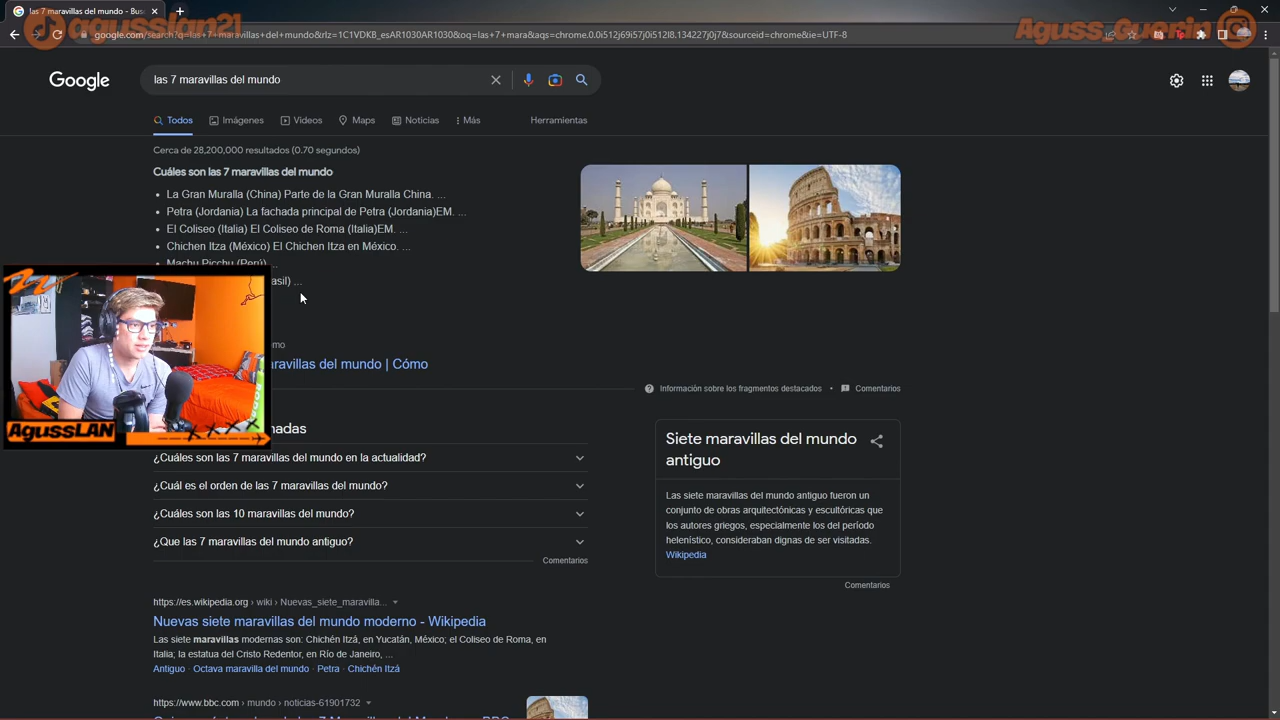 las 7 maravillas del mundo - Bus
agusslan21
Aguss_Guerin
google.com/search?q=las+7+maravillas+del+mundo&rlz=1C1VDKB_esAR1030AR1030&oq=las+7+mara&aqs=chrome.0.0i512j69i57j0i512l8.134227j0j7&sourceid=chrome&ie=UTF-8
Google
las 7 maravillas del mundo
Todos
Imágenes
Videos
Maps
Noticias
Más
Herramientas
Cerca de 28,200,000 resultados (0.70 segundos)
Cuáles son las 7 maravillas del mundo
La Gran Muralla (China) Parte de la Gran Muralla China. ...
Petra (Jordania) La fachada principal de Petra (Jordania)EM. ...
El Coliseo (Italia) El Coliseo de Roma (Italia)EM. ...
Chichen Itza (México) El Chichen Itza en México. ...
Machu Picchu (Perú) ...
asil) ...
omo
aravillas del mundo | Cómo
Información sobre los fragmentos destacados • Comentarios
AgussLAN
nadas
¿Cuáles son las 7 maravillas del mundo en la actualidad?
¿Cuál es el orden de las 7 maravillas del mundo?
¿Cuáles son las 10 maravillas del mundo?
¿Que las 7 maravillas del mundo antiguo?
Comentarios
Siete maravillas del mundo
antiguo
Las siete maravillas del mundo antiguo fueron un
conjunto de obras arquitectónicas y escultóricas que
los autores griegos, especialmente los del período
helenístico, consideraban dignas de ser visitadas.
Wikipedia
Comentarios
https://es.wikipedia.org › wiki › Nuevas_siete_maravilla...
Nuevas siete maravillas del mundo moderno - Wikipedia
Las siete maravillas modernas son: Chichén Itzá, en Yucatán, México; el Coliseo de Roma, en
Italia; la estatua del Cristo Redentor, en Río de Janeiro, ...
Antiguo · Octava maravilla del mundo · Petra · Chichén Itzá
https://www.bbc.com › mundo › noticias-61901732